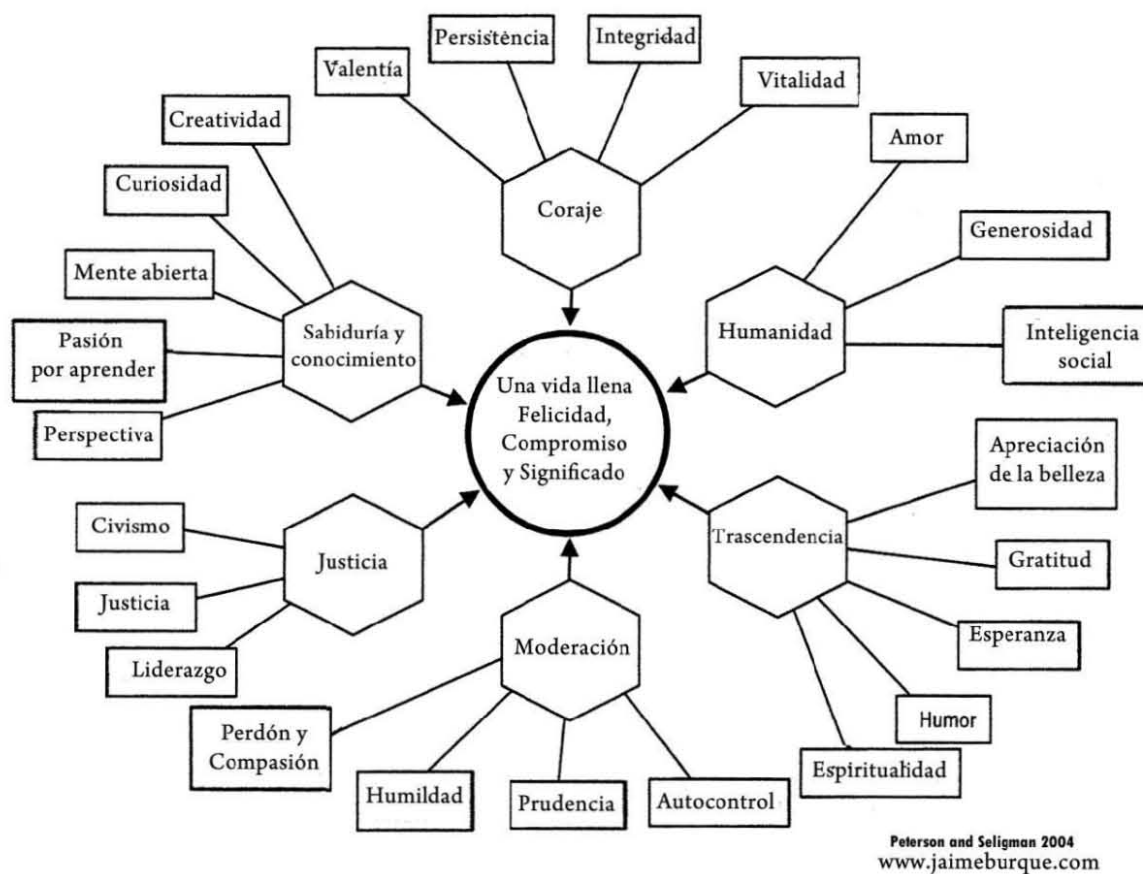 Persistencia
Integridad
Valentía
Vitalidad
Creatividad
Amor
Curiosidad
Coraje
Generosidad
Mente abierta
Sabiduría y
conocimiento
Humanidad
Inteligencia
social
Pasión
por aprender
Perspectiva
Una vida llena
Felicidad,
Compromiso
y Significado
Apreciación
de la belleza
Civismo
Justicia
Trascendencia
Gratitud
Justicia
Liderazgo
Moderación
Esperanza
Perdón y
Compasión
Humor
Humildad
Prudencia
Autocontrol
Espiritualidad
Peterson and Seligman 2004
www.jaimeburque.com